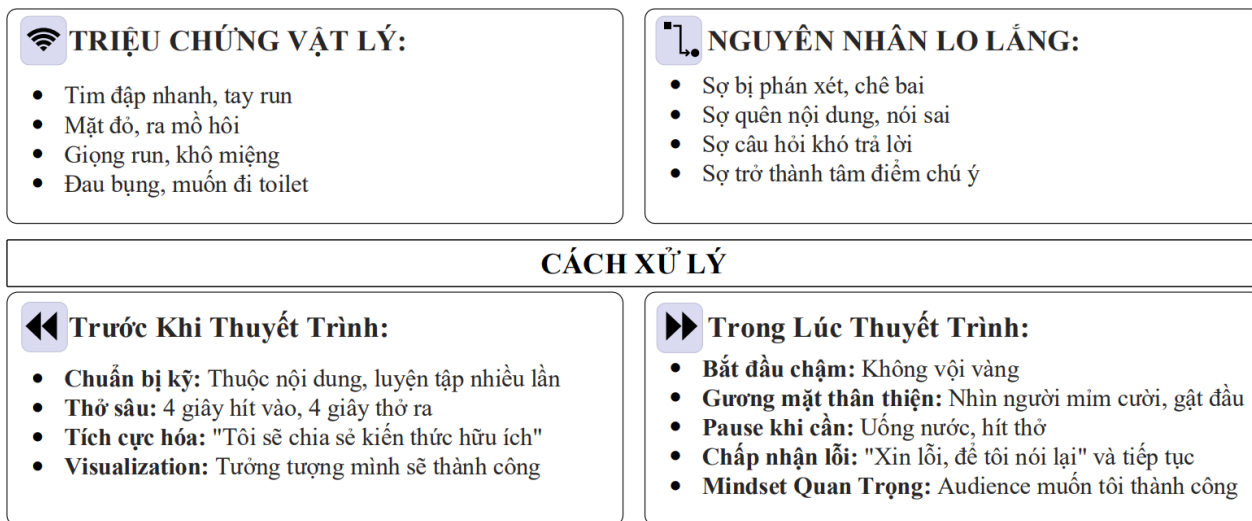 TRIỆU CHỨNG VẬT LÝ:
• Tim đập nhanh, tay run
• Mặt đỏ, ra mồ hôi
• Giọng run, khô miệng
• Đau bụng, muốn đi toilet
NGUYÊN NHÂN LO LẮNG:
• Sợ bị phán xét, chê bai
• Sợ quên nội dung, nói sai
• Sợ câu hỏi khó trả lời
• Sợ trở thành tâm điểm chú ý
CÁCH XỬ LÝ
Trước Khi Thuyết Trình:
• Chuẩn bị kỹ: Thuộc nội dung, luyện tập nhiều lần
• Thở sâu: 4 giây hít vào, 4 giây thở ra
• Tích cực hóa: "Tôi sẽ chia sẻ kiến thức hữu ích"
• Visualization: Tưởng tượng mình sẽ thành công
Trong Lúc Thuyết Trình:
• Bắt đầu chậm: Không vội vàng
• Gương mặt thân thiện: Nhìn người mỉm cười, gật đầu
• Pause khi cần: Uống nước, hít thở
• Chấp nhận lỗi: "Xin lỗi, để tôi nói lại" và tiếp tục
• Mindset Quan Trọng: Audience muốn tôi thành công